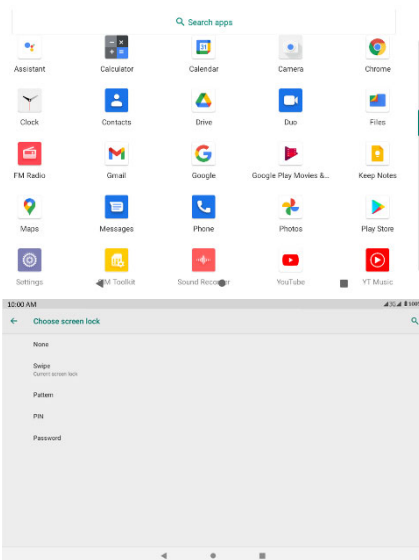 Search apps
Assistant Calculator Calendar Camera Chrome
Clock Contacts Drive Duo Files
FM Radio Gmail Google Google Play Movies &... Keep Notes
Maps Messages Phone Photos Play Store
Settings SIM Toolkit Sound Recorder YouTube YT Music
10:00 AM 3G 100%
Choose screen lock
None
Swipe
Current screen lock
Pattern
PIN
Password